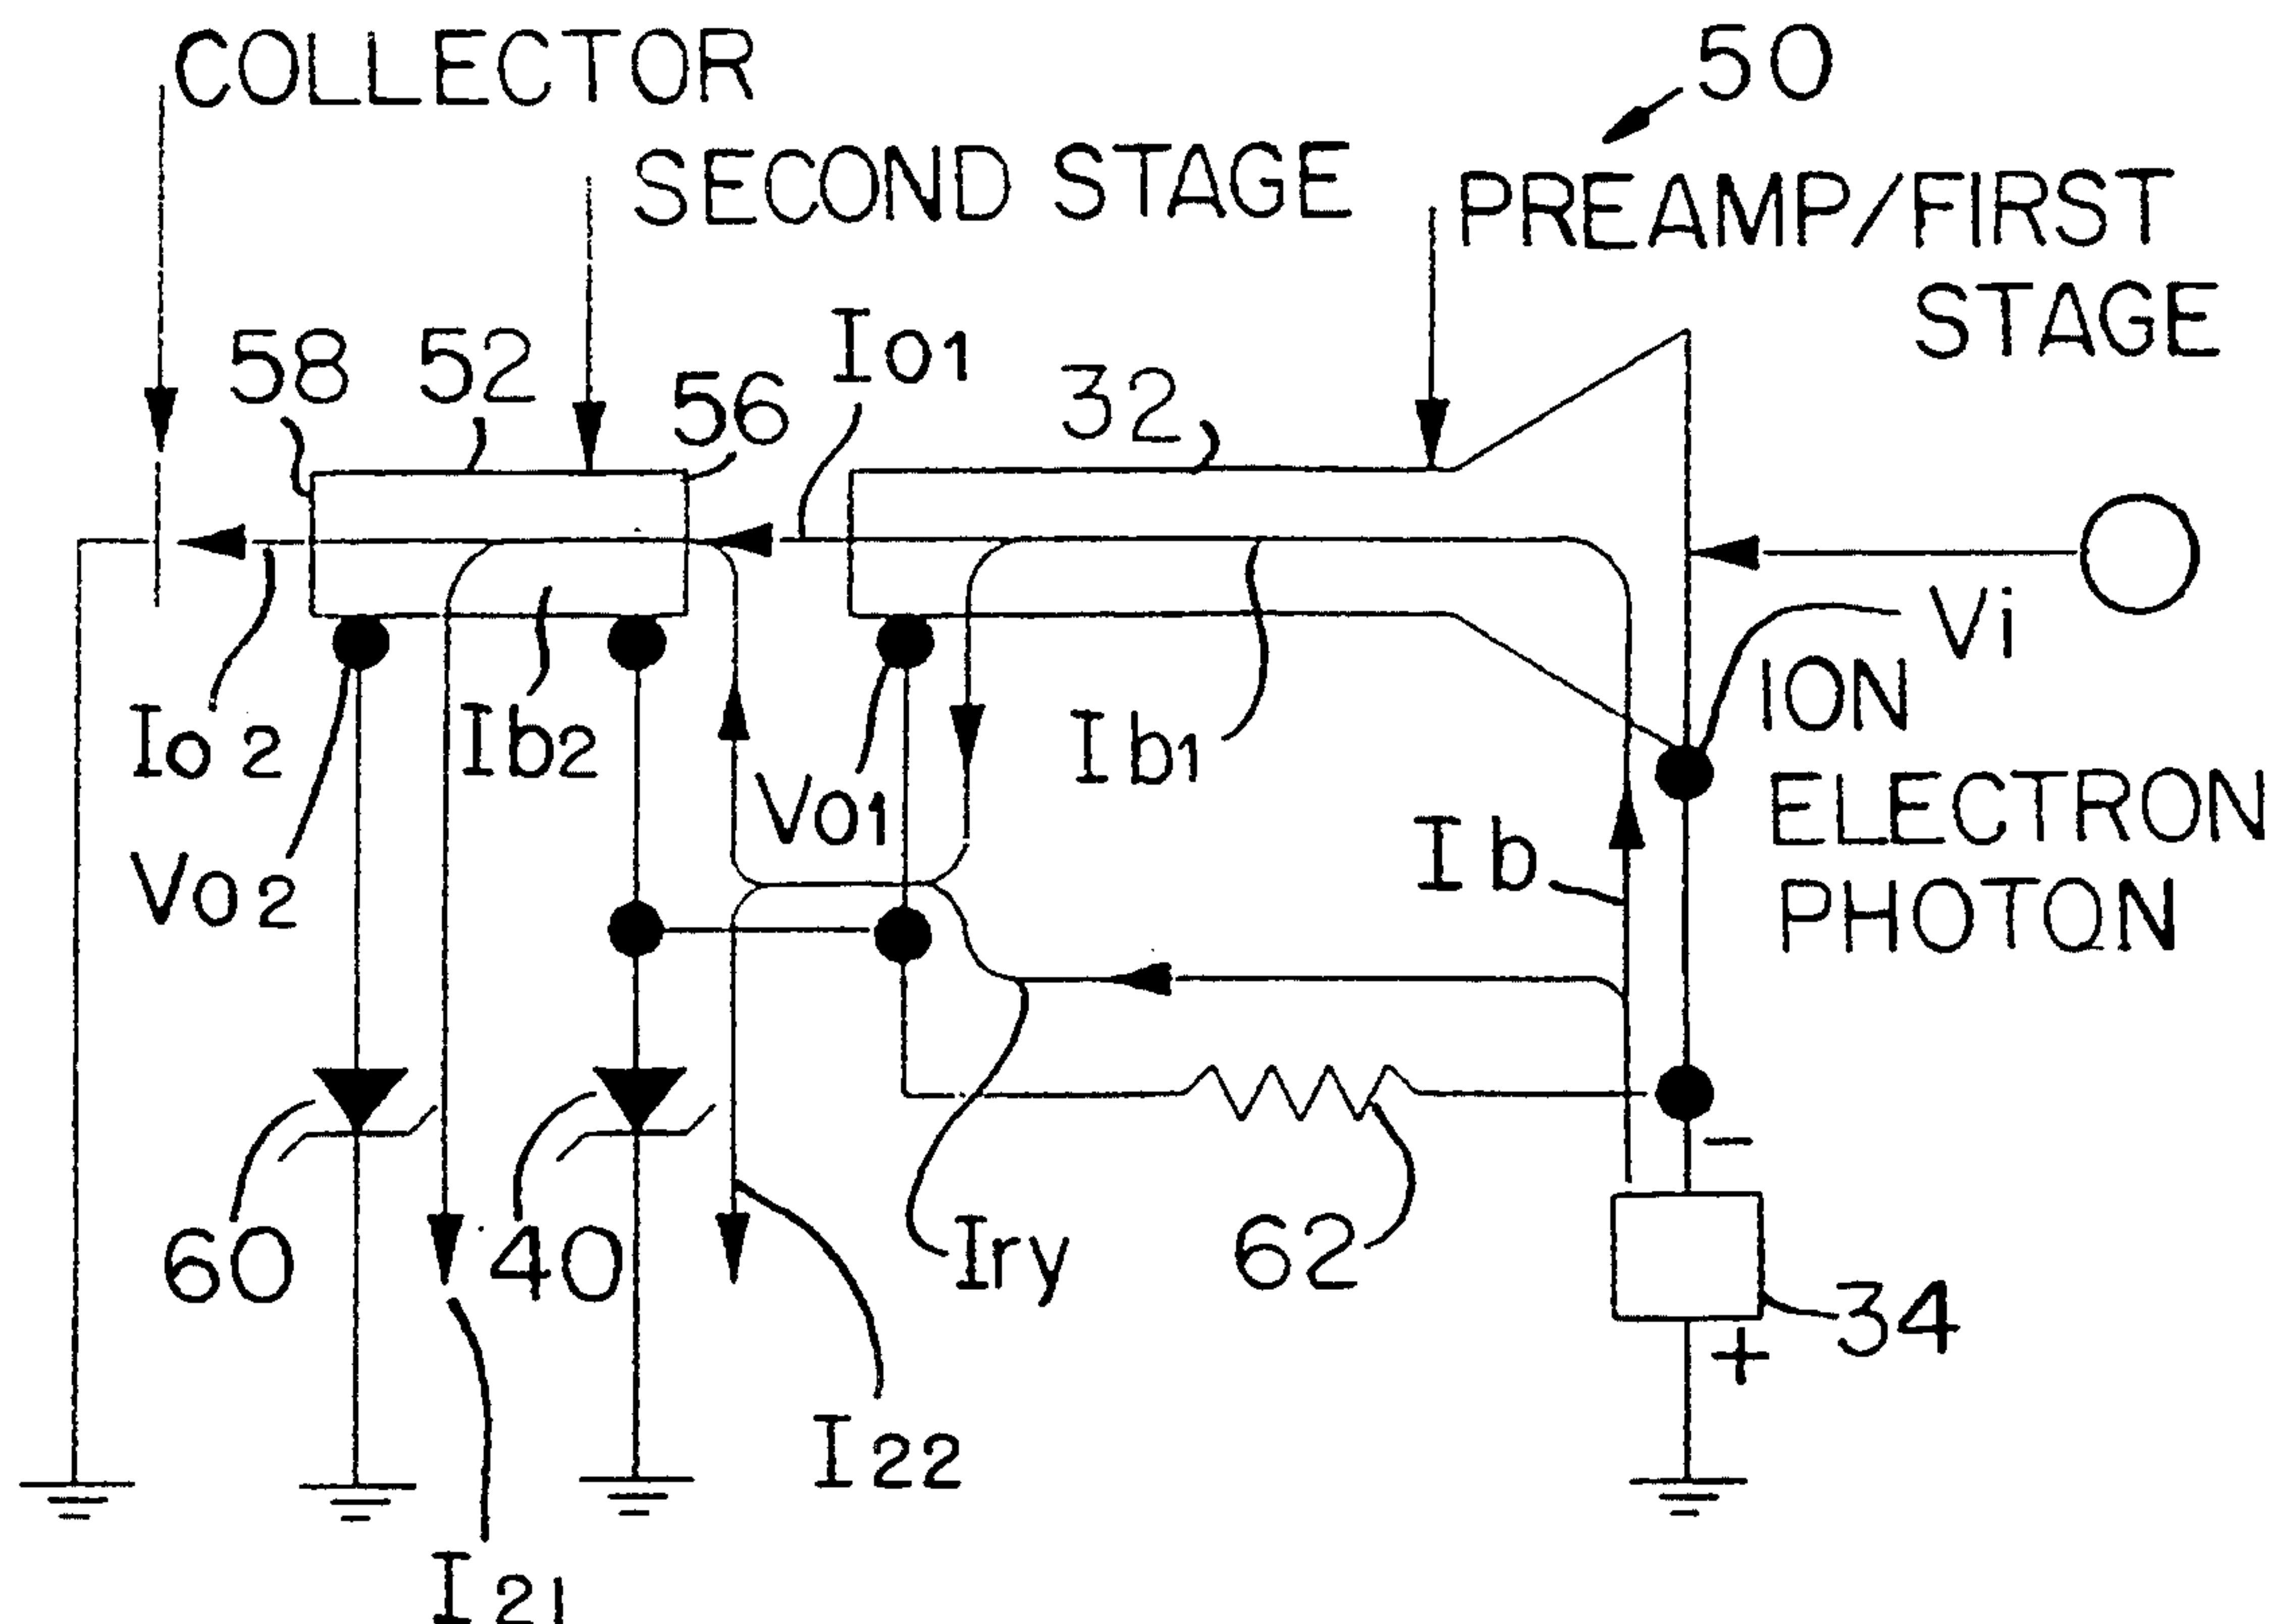 COLLECTOR
50
SECOND STAGE
PREAMP/FIRST
STAGE
58
52
56
Io1
32
Vi
ION
ELECTRON
PHOTON
Io2
Ib2
Vo1
Ib1
Vo2
Ib
60
40
Iry
62
−
34
+
I22
I21